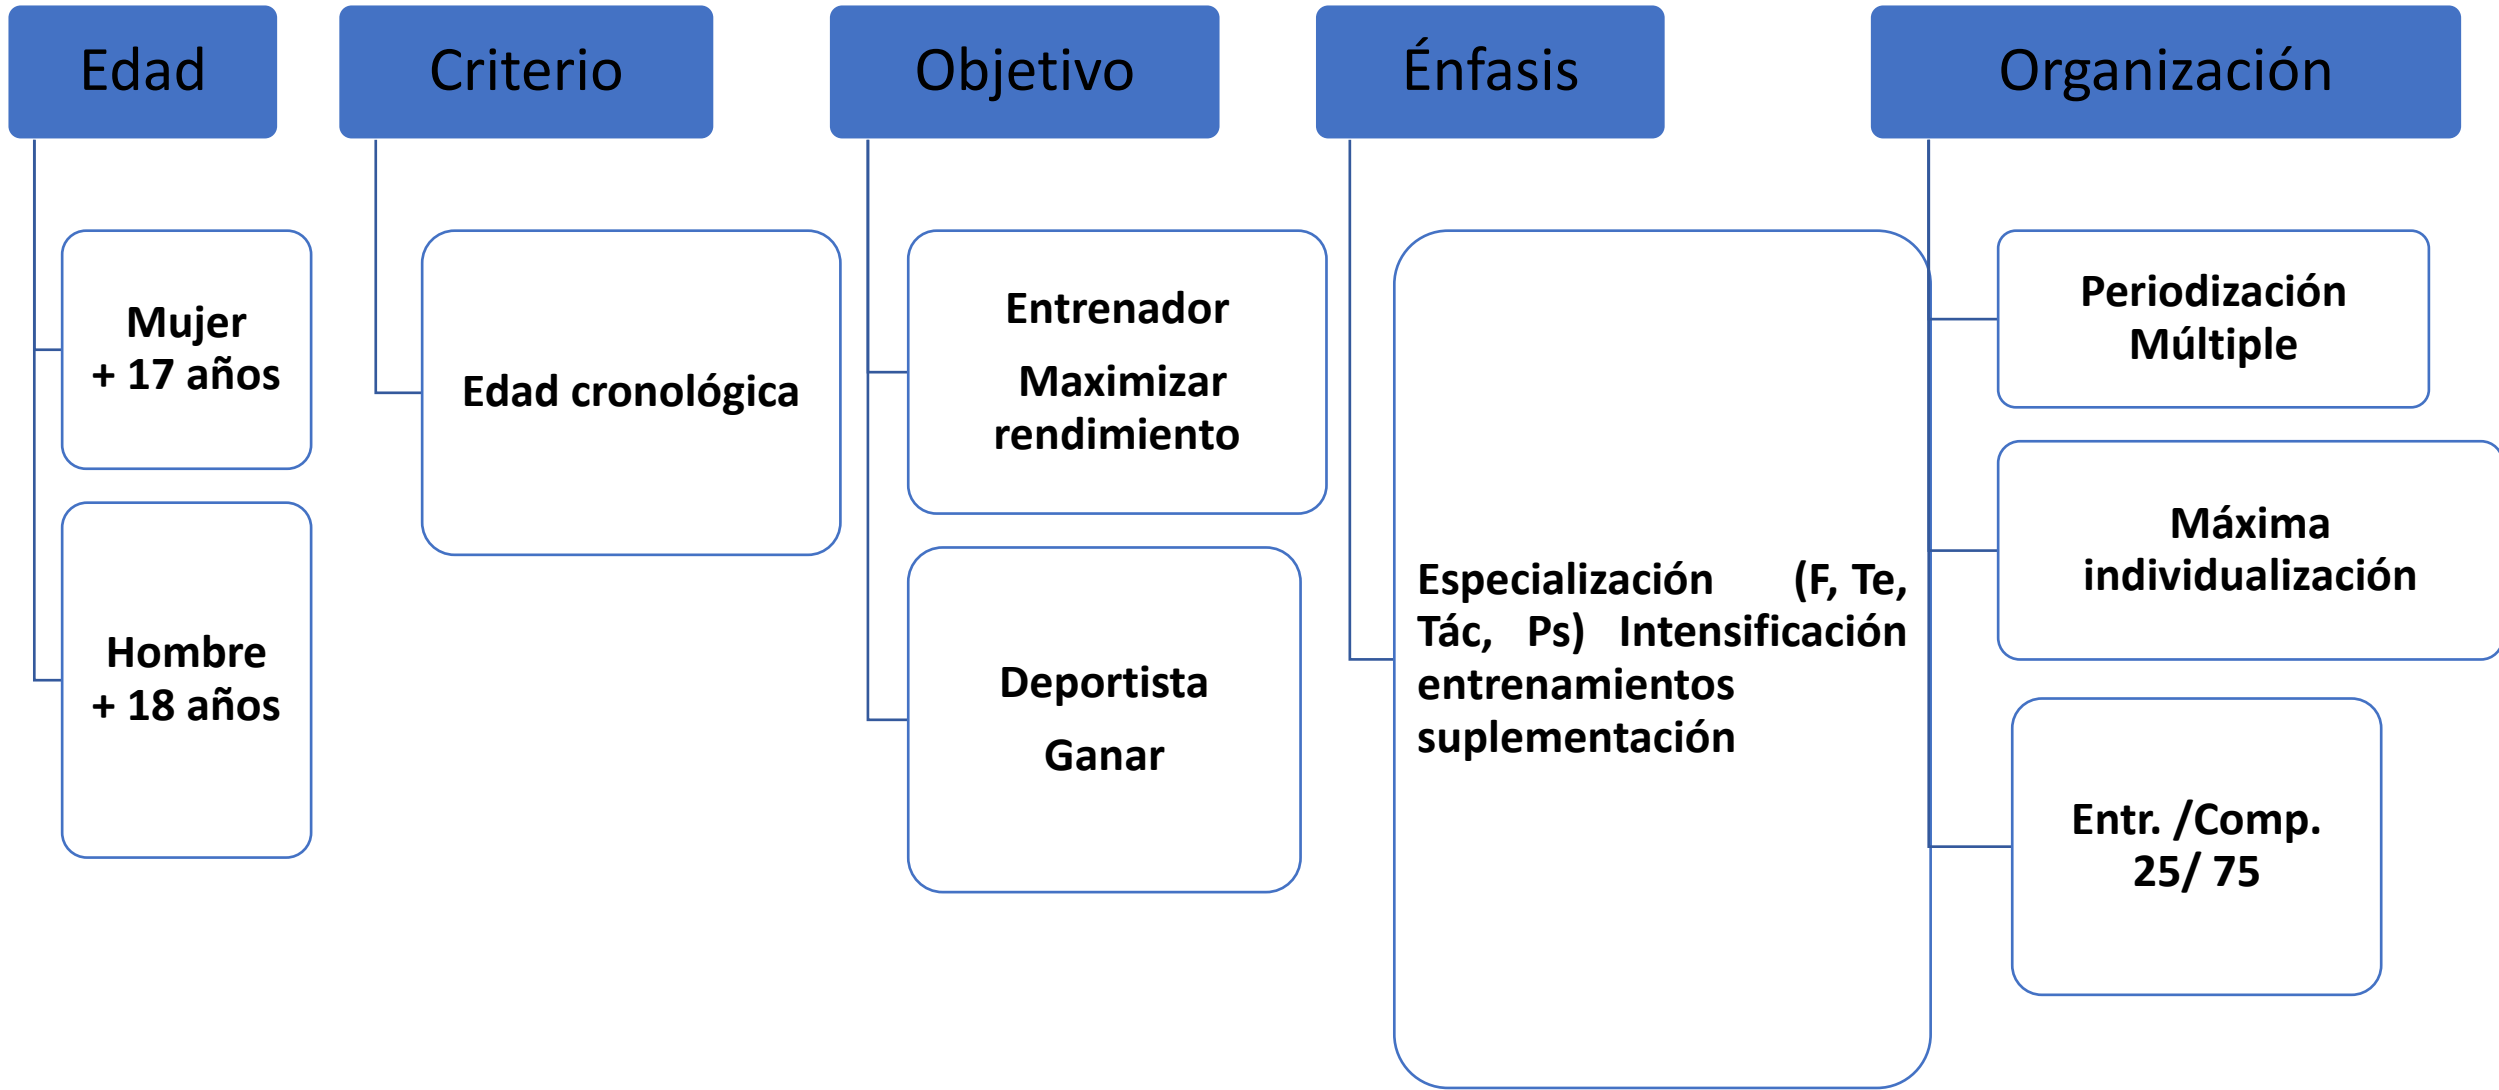 Edad
Mujer
+ 17 años
Hombre
+ 18 años
Criterio
Edad cronológica
Objetivo
Entrenador
Maximizar
rendimiento
Deportista
Ganar
Énfasis
Especialización (F, Te,
Tác, Ps) Intensificación
entrenamientos
suplementación
Organización
Periodización
Múltiple
Máxima
individualización
Entr. /Comp.
25/ 75